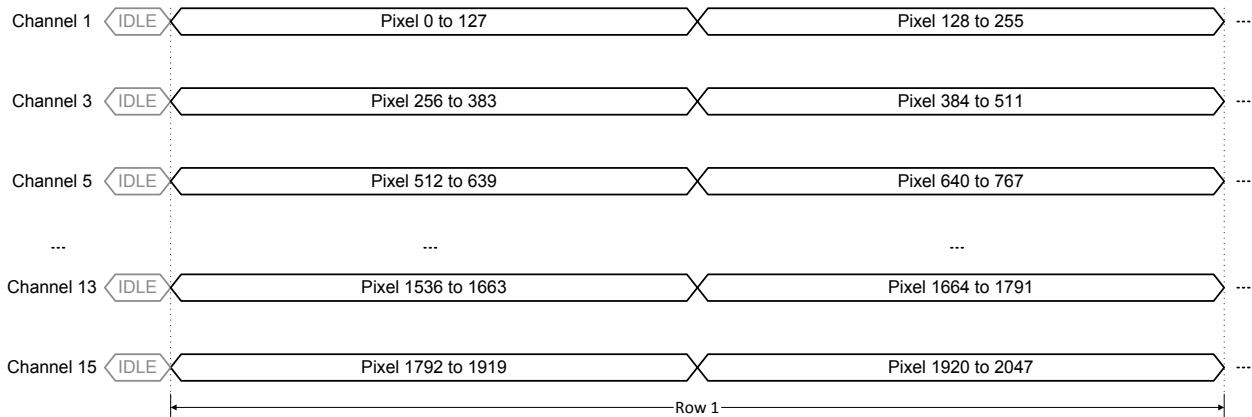 Channel 1 IDLE Pixel 0 to 127 Pixel 128 to 255 ---
Channel 3 IDLE Pixel 256 to 383 Pixel 384 to 511 ---
Channel 5 IDLE Pixel 512 to 639 Pixel 640 to 767 ---
--- --- ---
Channel 13 IDLE Pixel 1536 to 1663 Pixel 1664 to 1791 ---
Channel 15 IDLE Pixel 1792 to 1919 Pixel 1920 to 2047 ---
Row 1